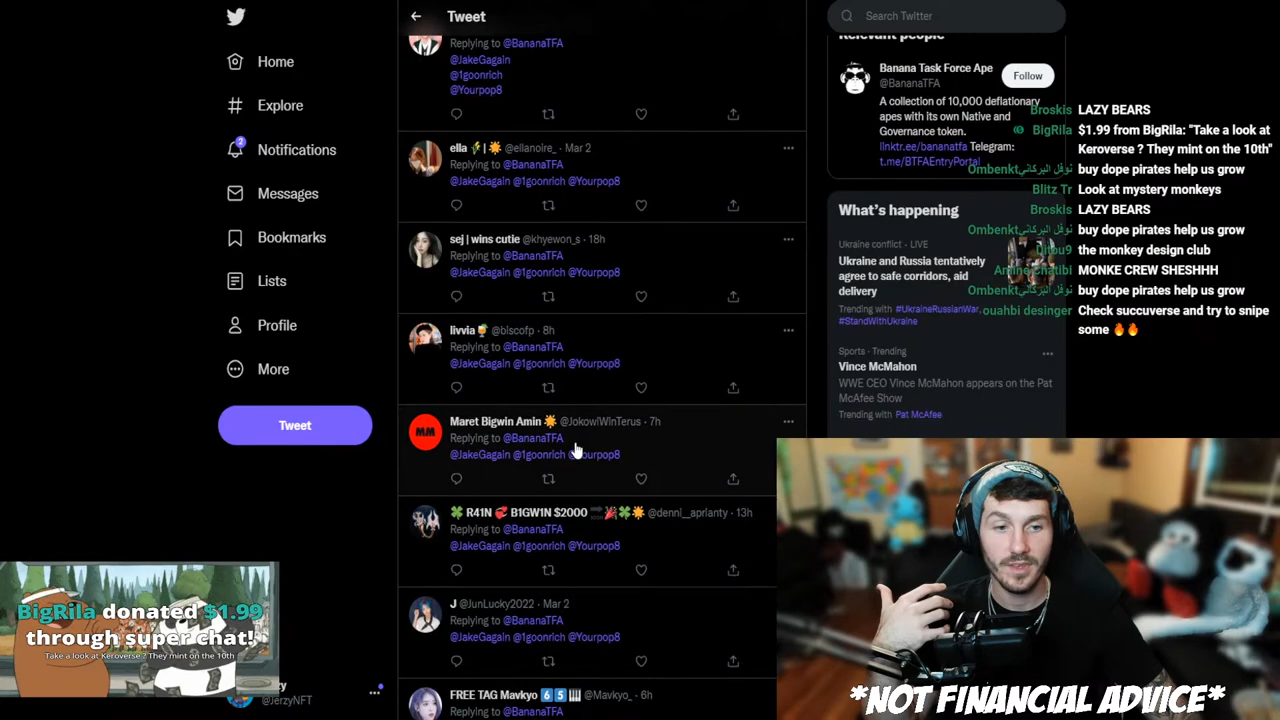 Tweet
Search Twitter
Home
Explore
2
Notifications
Messages
Bookmarks
Lists
Profile
More
Tweet
Replying to @BananaTFA
@JakeGagain
@1goonrich
@Yourpop8
ella ⚡ | ☀️ @ellanoire_ · Mar 2
Replying to @BananaTFA
@JakeGagain @1goonrich @Yourpop8
sej | wins cutie @khyewon_s · 18h
Replying to @BananaTFA
@JakeGagain @1goonrich @Yourpop8
livvia🍹 @blscofp · 8h
Replying to @BananaTFA
@JakeGagain @1goonrich @Yourpop8
MM
Maret Bigwin Amin ☀️ @JokowiWinTerus · 7h
Replying to @BananaTFA
@JakeGagain @1goonrich @Yourpop8
🍀 R41N 💞 B1GW1N $2000 🎉🍀☀️ @denni__aprianty · 13h
Replying to @BananaTFA
@JakeGagain @1goonrich @Yourpop8
J @JunLucky2022 · Mar 2
Replying to @BananaTFA
@JakeGagain @1goonrich @Yourpop8
FREE TAG Mavkyo 6 5 🎹 @Mavkyo_ · 6h
Replying to @BananaTFA
Relevant people
Banana Task Force Ape
@BananaTFA
Follow
A collection of 10,000 deflationary
apes with its own Native and
Governance token.
linktr.ee/bananatfa Telegram:
t.me/BTFAEntryPortal
What's happening
Ukraine conflict · LIVE
Ukraine and Russia tentatively
agree to safe corridors, aid
delivery
Trending with #UkraineRussianWar,
#StandWithUkraine
Sports · Trending
Vince McMahon
WWE CEO Vince McMahon appears on the Pat
McAfee Show
Trending with Pat McAfee
Broskis LAZY BEARS
BigRila $1.99 from BigRila: "Take a look at
Keroverse ? They mint on the 10th"
Ombenktنوفل البركاني buy dope pirates help us grow
Blitz Tr Look at mystery monkeys
Broskis LAZY BEARS
Ombenktنوفل البركاني buy dope pirates help us grow
the monkey design club
Amine Chatibi MONKE CREW SHESHHH
Ombenktنوفل البركاني buy dope pirates help us grow
ouahbi desinger Check succuverse and try to snipe
some 🔥🔥
BigRila donated $1.99
through super chat!
Take a look at Keroverse ? They mint on the 10th
@JerzyNFT
*NOT FINANCIAL ADVICE*